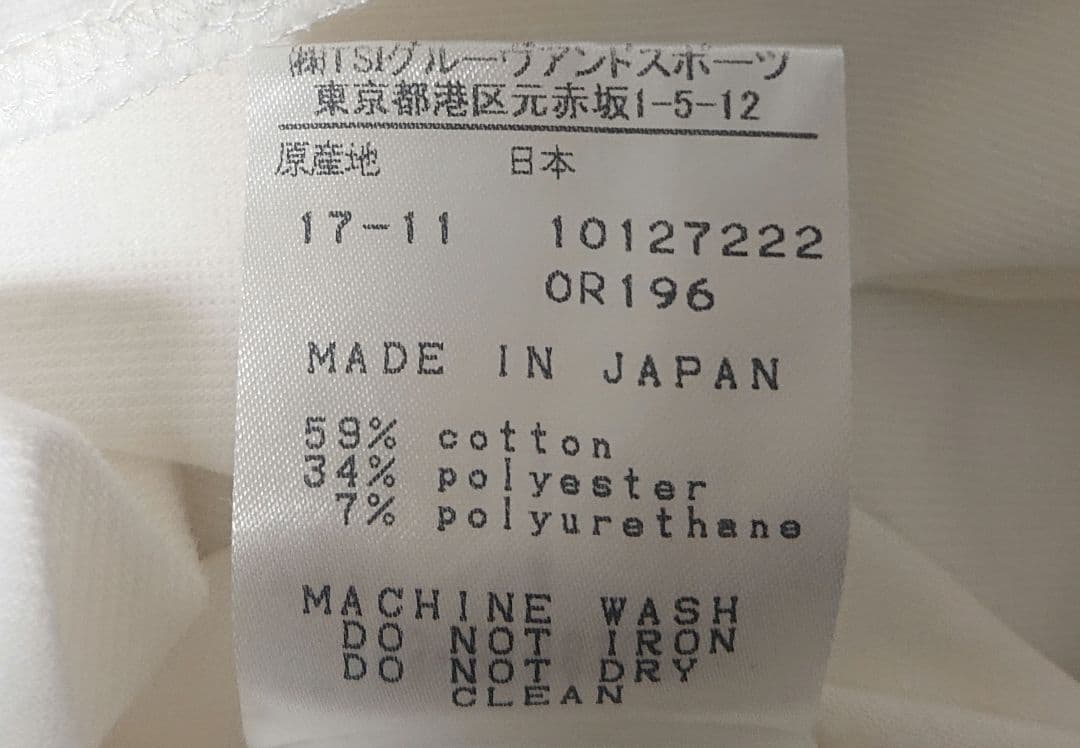 ㈱TSIグルーヴアンドスポーツ
東京都港区元赤坂1-5-12
原産地 日本
17-11 10127222
OR196
MADE IN JAPAN
59% cotton
34% polyester
7% polyurethane
MACHINE WASH
DO NOT IRON
DO NOT DRY
CLEAN